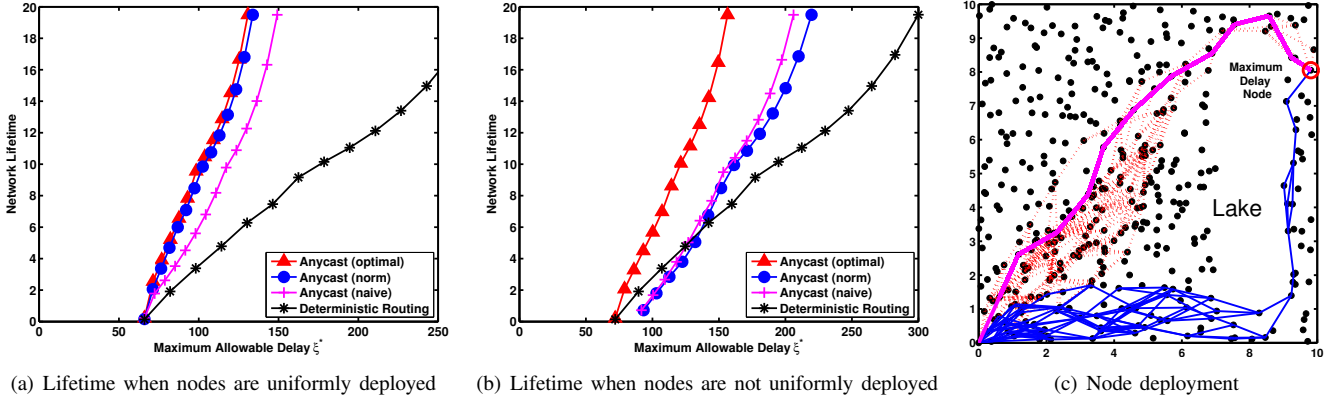 20
18
16
14
12
10
8
6
4
2
0
Network Lifetime
0 50 100 150 200 250
Maximum Allowable Delay ξ*
Anycast (optimal)
Anycast (norm)
Anycast (naive)
Deterministic Routing
(a) Lifetime when nodes are uniformly deployed
20
18
16
14
12
10
8
6
4
2
0
Network Lifetime
0 50 100 150 200 250 300
Maximum Allowable Delay ξ*
Anycast (optimal)
Anycast (norm)
Anycast (naive)
Deterministic Routing
(b) Lifetime when nodes are not uniformly deployed
10
9
8
7
6
5
4
3
2
1
0
Maximum
Delay
Node
Lake
0 2 4 6 8 10
(c) Node deployment